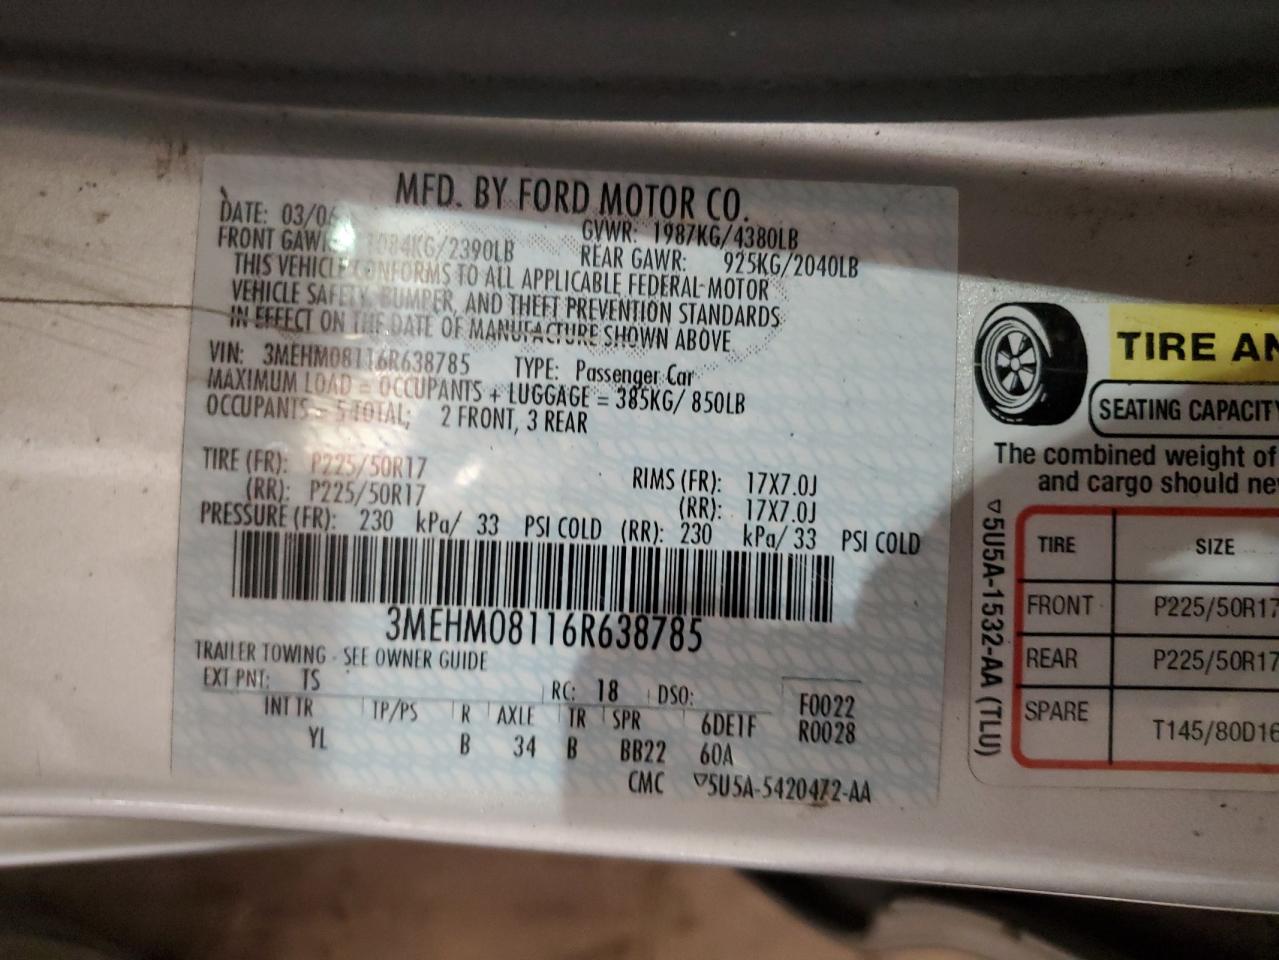 MFD. BY FORD MOTOR CO.
DATE: 03/06 GVWR: 1987KG/4380LB
FRONT GAWR: 1084KG/2390LB REAR GAWR: 925KG/2040LB
THIS VEHICLE CONFORMS TO ALL APPLICABLE FEDERAL MOTOR
VEHICLE SAFETY, BUMPER, AND THEFT PREVENTION STANDARDS
IN EFFECT ON THE DATE OF MANUFACTURE SHOWN ABOVE.
VIN: 3MEHM08116R638785 TYPE: Passenger Car
MAXIMUM LOAD = OCCUPANTS + LUGGAGE = 385KG/ 850LB
OCCUPANTS = 5 TOTAL; 2 FRONT, 3 REAR
TIRE (FR): P225/50R17 RIMS (FR): 17X7.0J
(RR): P225/50R17 (RR): 17X7.0J
PRESSURE (FR): 230 kPa/ 33 PSI COLD (RR): 230 kPa/ 33 PSI COLD
3MEHM08116R638785
TRAILER TOWING - SEE OWNER GUIDE
EXT PNT: TS RC: 18 DSO: F0022
INT TR TP/PS R AXLE TR SPR 6DE1F R0028
YL B 34 B BB22 60A
CMC ▽5U5A-5420472-AA
TIRE AN
SEATING CAPACITY
The combined weight of
and cargo should nev
TIRE SIZE
FRONT P225/50R17
REAR P225/50R17
SPARE T145/80D16
▽5U5A-1532-AA (TLU)